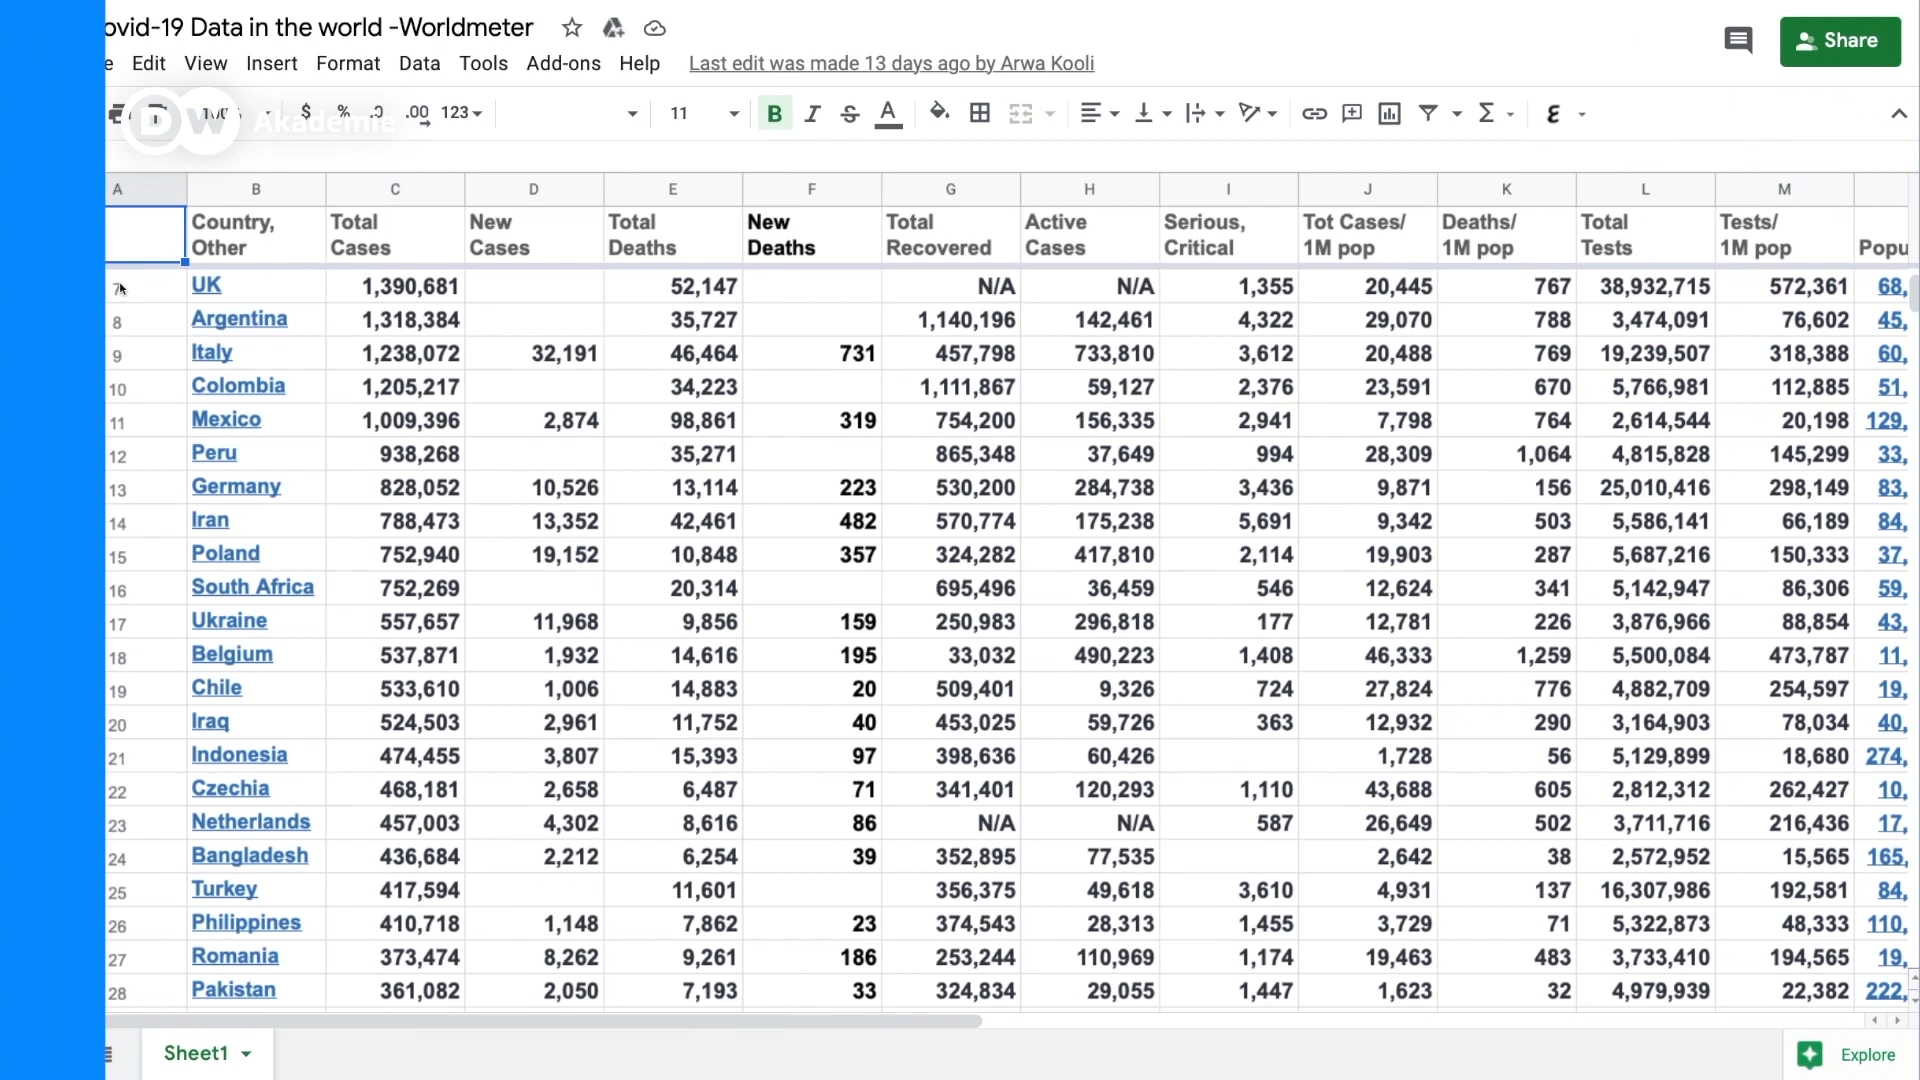 ovid-19 Data in the world -Worldmeter
e Edit View Insert Format Data Tools Add-ons Help Last edit was made 13 days ago by Arwa Kooli
Share
$ % .0 .00 123 11 B I S A Σ
DW Akademie
A B C D E F G H I J K L M
Country, Other Total Cases New Cases Total Deaths New Deaths Total Recovered Active Cases Serious, Critical Tot Cases/ 1M pop Deaths/ 1M pop Total Tests Tests/ 1M pop Popu
7 UK 1,390,681 52,147 N/A N/A 1,355 20,445 767 38,932,715 572,361 68,
8 Argentina 1,318,384 35,727 1,140,196 142,461 4,322 29,070 788 3,474,091 76,602 45,
9 Italy 1,238,072 32,191 46,464 731 457,798 733,810 3,612 20,488 769 19,239,507 318,388 60,
10 Colombia 1,205,217 34,223 1,111,867 59,127 2,376 23,591 670 5,766,981 112,885 51,
11 Mexico 1,009,396 2,874 98,861 319 754,200 156,335 2,941 7,798 764 2,614,544 20,198 129,
12 Peru 938,268 35,271 865,348 37,649 994 28,309 1,064 4,815,828 145,299 33,
13 Germany 828,052 10,526 13,114 223 530,200 284,738 3,436 9,871 156 25,010,416 298,149 83,
14 Iran 788,473 13,352 42,461 482 570,774 175,238 5,691 9,342 503 5,586,141 66,189 84,
15 Poland 752,940 19,152 10,848 357 324,282 417,810 2,114 19,903 287 5,687,216 150,333 37,
16 South Africa 752,269 20,314 695,496 36,459 546 12,624 341 5,142,947 86,306 59,
17 Ukraine 557,657 11,968 9,856 159 250,983 296,818 177 12,781 226 3,876,966 88,854 43,
18 Belgium 537,871 1,932 14,616 195 33,032 490,223 1,408 46,333 1,259 5,500,084 473,787 11,
19 Chile 533,610 1,006 14,883 20 509,401 9,326 724 27,824 776 4,882,709 254,597 19,
20 Iraq 524,503 2,961 11,752 40 453,025 59,726 363 12,932 290 3,164,903 78,034 40,
21 Indonesia 474,455 3,807 15,393 97 398,636 60,426 1,728 56 5,129,899 18,680 274,
22 Czechia 468,181 2,658 6,487 71 341,401 120,293 1,110 43,688 605 2,812,312 262,427 10,
23 Netherlands 457,003 4,302 8,616 86 N/A N/A 587 26,649 502 3,711,716 216,436 17,
24 Bangladesh 436,684 2,212 6,254 39 352,895 77,535 2,642 38 2,572,952 15,565 165,
25 Turkey 417,594 11,601 356,375 49,618 3,610 4,931 137 16,307,986 192,581 84,
26 Philippines 410,718 1,148 7,862 23 374,543 28,313 1,455 3,729 71 5,322,873 48,333 110,
27 Romania 373,474 8,262 9,261 186 253,244 110,969 1,174 19,463 483 3,733,410 194,565 19,
28 Pakistan 361,082 2,050 7,193 33 324,834 29,055 1,447 1,623 32 4,979,939 22,382 222,
Sheet1
Explore